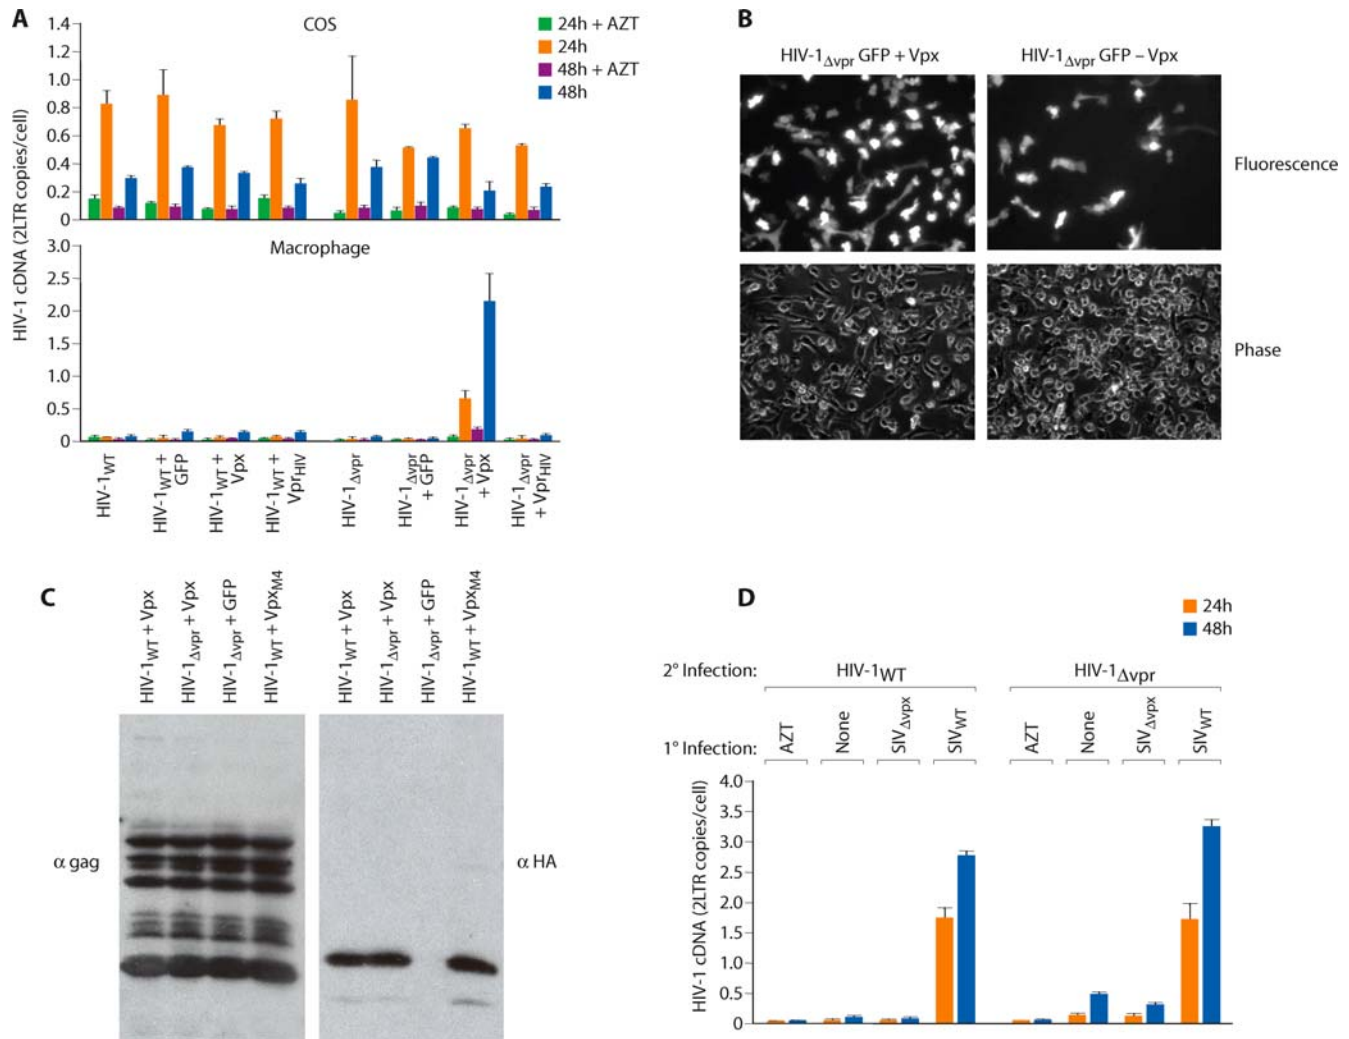 A
COS
24h + AZT
24h
48h + AZT
48h
1.4
1.2
1.0
0.8
0.6
0.4
0.2
0
HIV-1 cDNA (2LTR copies/cell)
Macrophage
3.0
2.5
2.0
1.5
1.0
0.5
0
HIV-1WT
HIV-1WT +
GFP
HIV-1WT +
Vpx
HIV-1WT +
VprHIV
HIV-1Δvpr
HIV-1Δvpr
+ GFP
HIV-1Δvpr
+ Vpx
HIV-1Δvpr
+ VprHIV
B
HIV-1Δvpr GFP + Vpx
HIV-1Δvpr GFP – Vpx
Fluorescence
Phase
C
HIV-1WT + Vpx
HIV-1Δvpr + Vpx
HIV-1Δvpr + GFP
HIV-1WT + VpxM4
HIV-1WT + Vpx
HIV-1Δvpr + Vpx
HIV-1Δvpr + GFP
HIV-1WT + VpxM4
α gag
α HA
D
24h
48h
2° Infection:
HIV-1WT
HIV-1Δvpr
1° Infection:
AZT
None
SIVΔvpx
SIVWT
AZT
None
SIVΔvpx
SIVWT
HIV-1 cDNA (2LTR copies/cell)
4.0
3.5
3.0
2.5
2.0
1.5
1.0
0.5
0